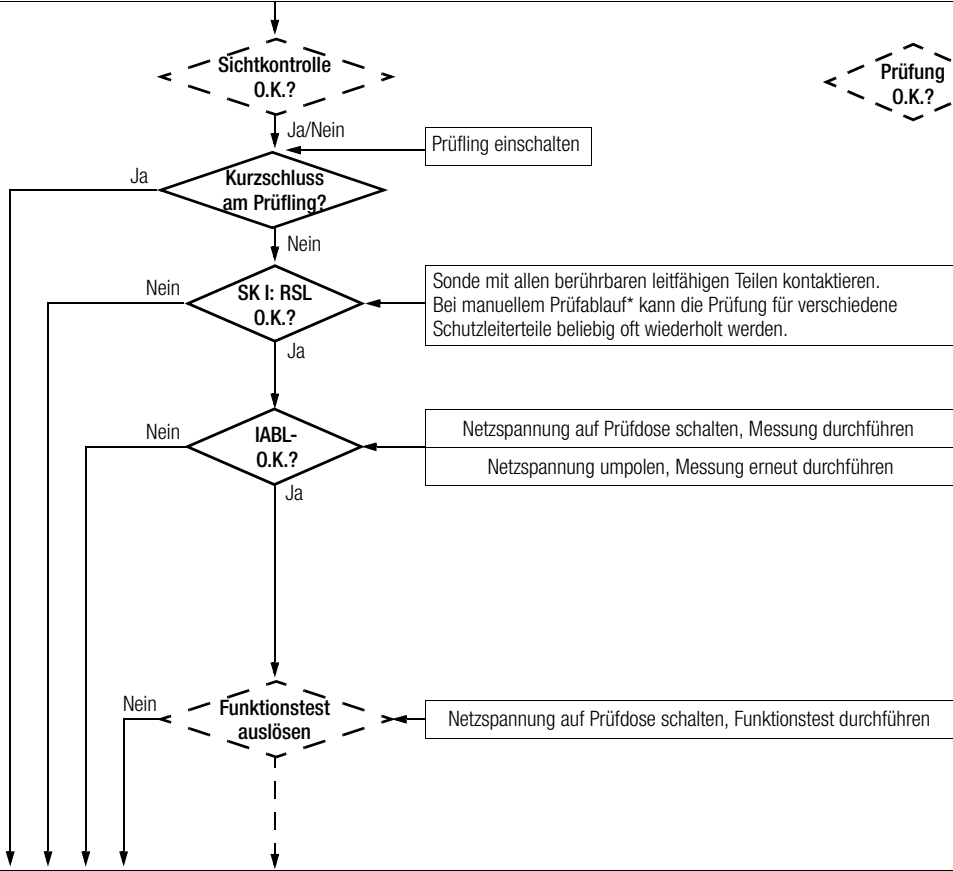 Sichtkontrolle
O.K.?
Prüfung
O.K.?
Ja/Nein
Prüfling einschalten
Ja
Kurzschluss
am Prüfling?
Nein
Nein
SK I: RSL
O.K.?
Sonde mit allen berührbaren leitfähigen Teilen kontaktieren.
Bei manuellem Prüfablauf* kann die Prüfung für verschiedene
Schutzleiterteile beliebig oft wiederholt werden.
Ja
Nein
IABL-
O.K.?
Netzspannung auf Prüfdose schalten, Messung durchführen
Netzspannung umpolen, Messung erneut durchführen
Ja
Nein
Funktionstest
auslösen
Netzspannung auf Prüfdose schalten, Funktionstest durchführen